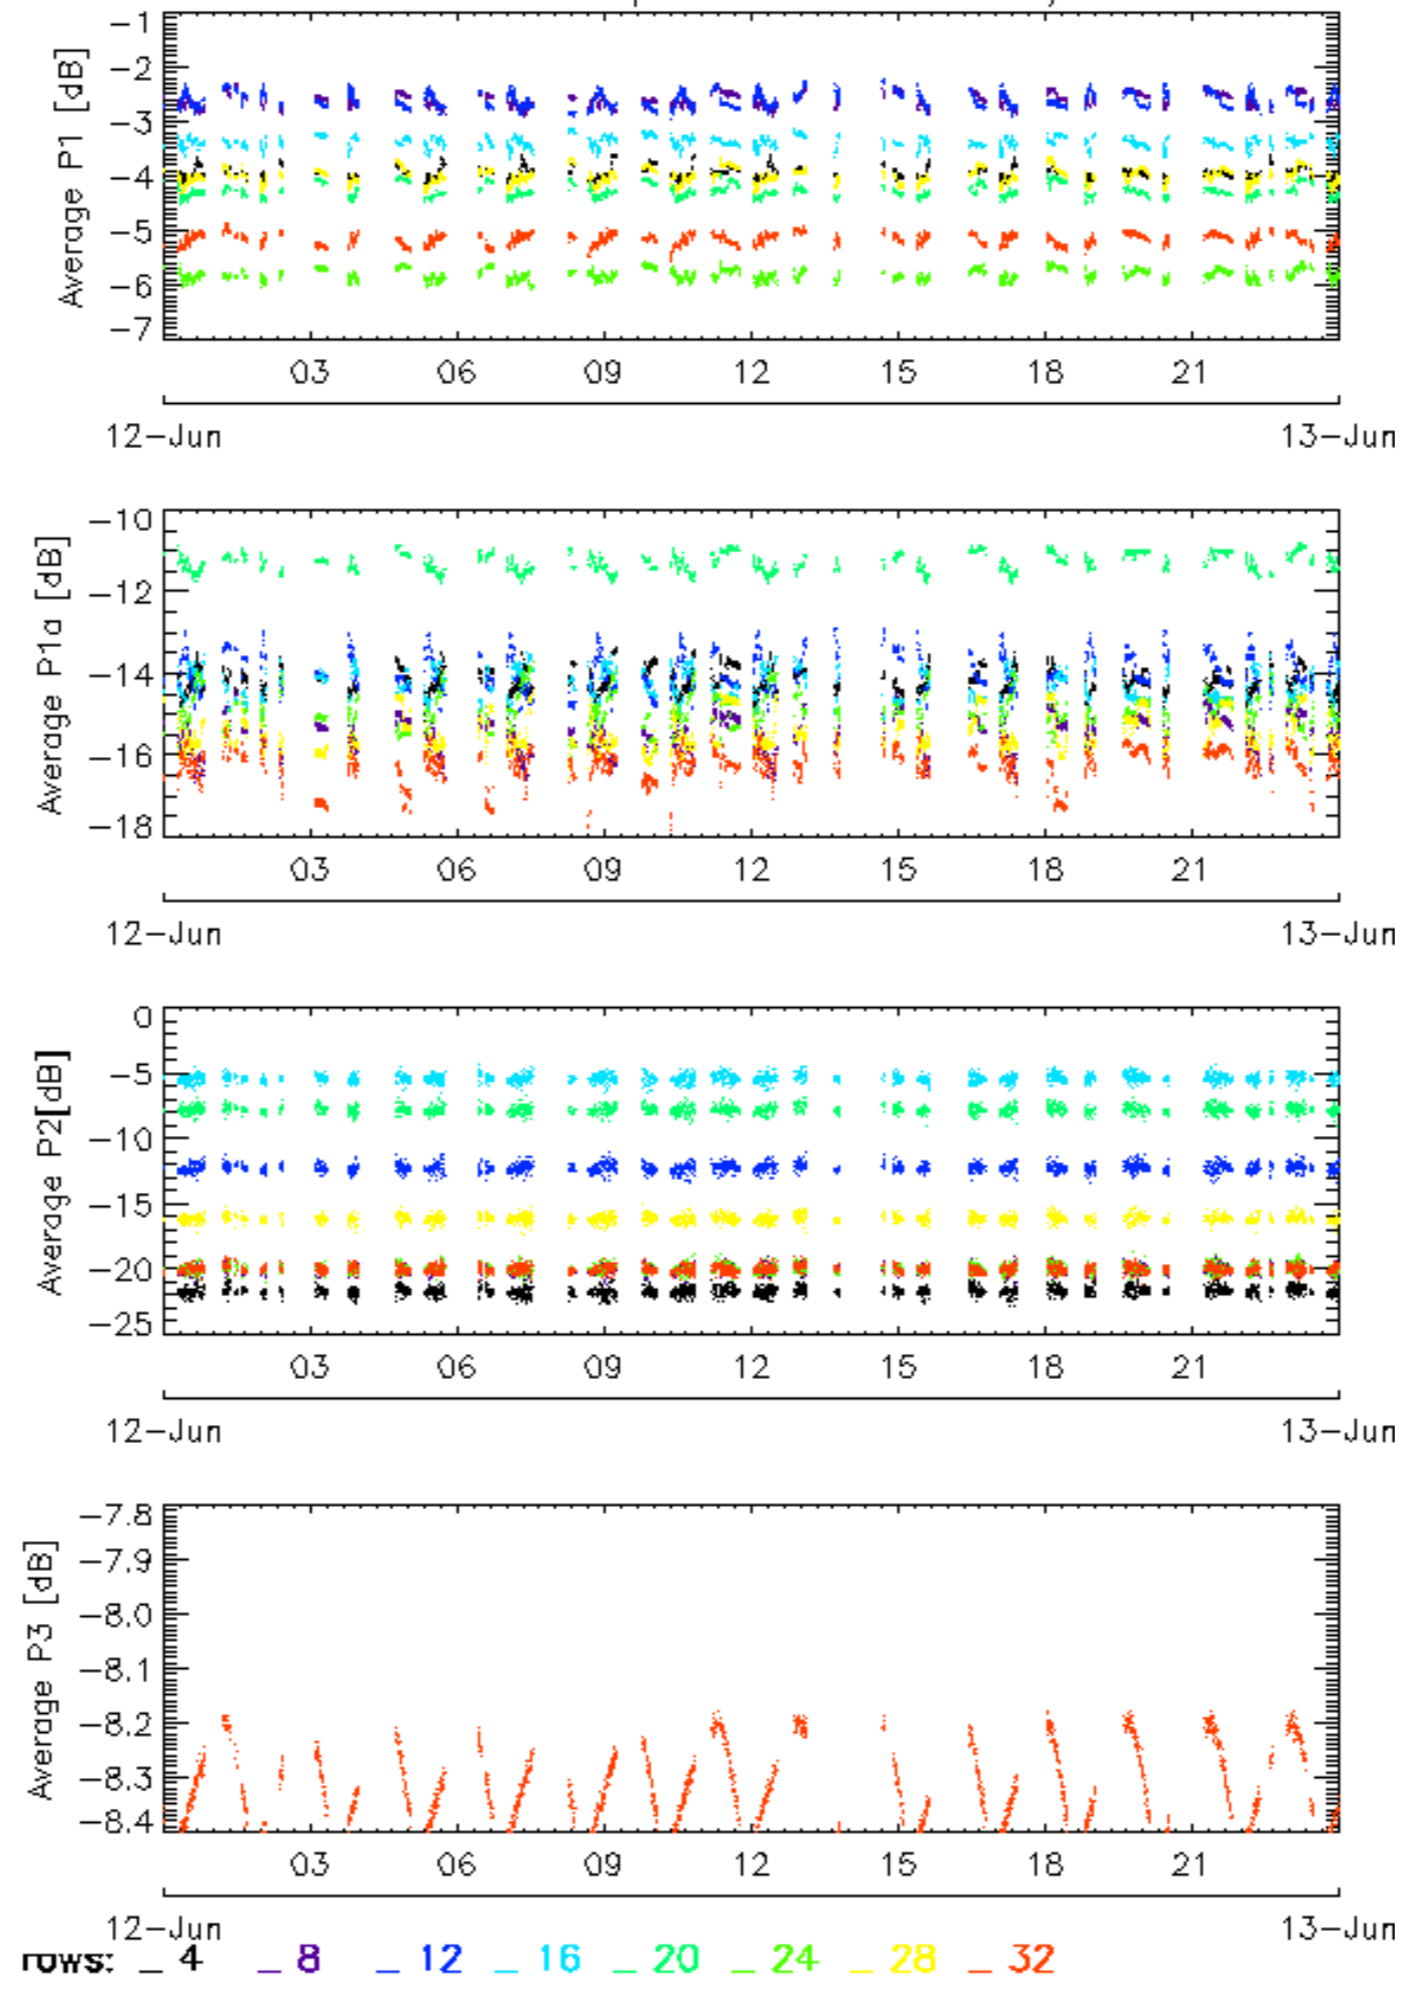 −1
−2
−3
−4
−5
−6
−7
Average P1 [dB]
03 06 09 12 15 18 21
12−Jun 13−Jun
−10
−12
−14
−16
−18
Average P1a [dB]
03 06 09 12 15 18 21
12−Jun 13−Jun
0
−5
−10
−15
−20
−25
Average P2[dB]
03 06 09 12 15 18 21
12−Jun 13−Jun
−7.8
−7.9
−8.0
−8.1
−8.2
−8.3
−8.4
Average P3 [dB]
03 06 09 12 15 18 21
12−Jun 13−Jun
rows: _ 4 _ 8 _ 12 _ 16 _ 20 _ 24 _ 28 _ 32